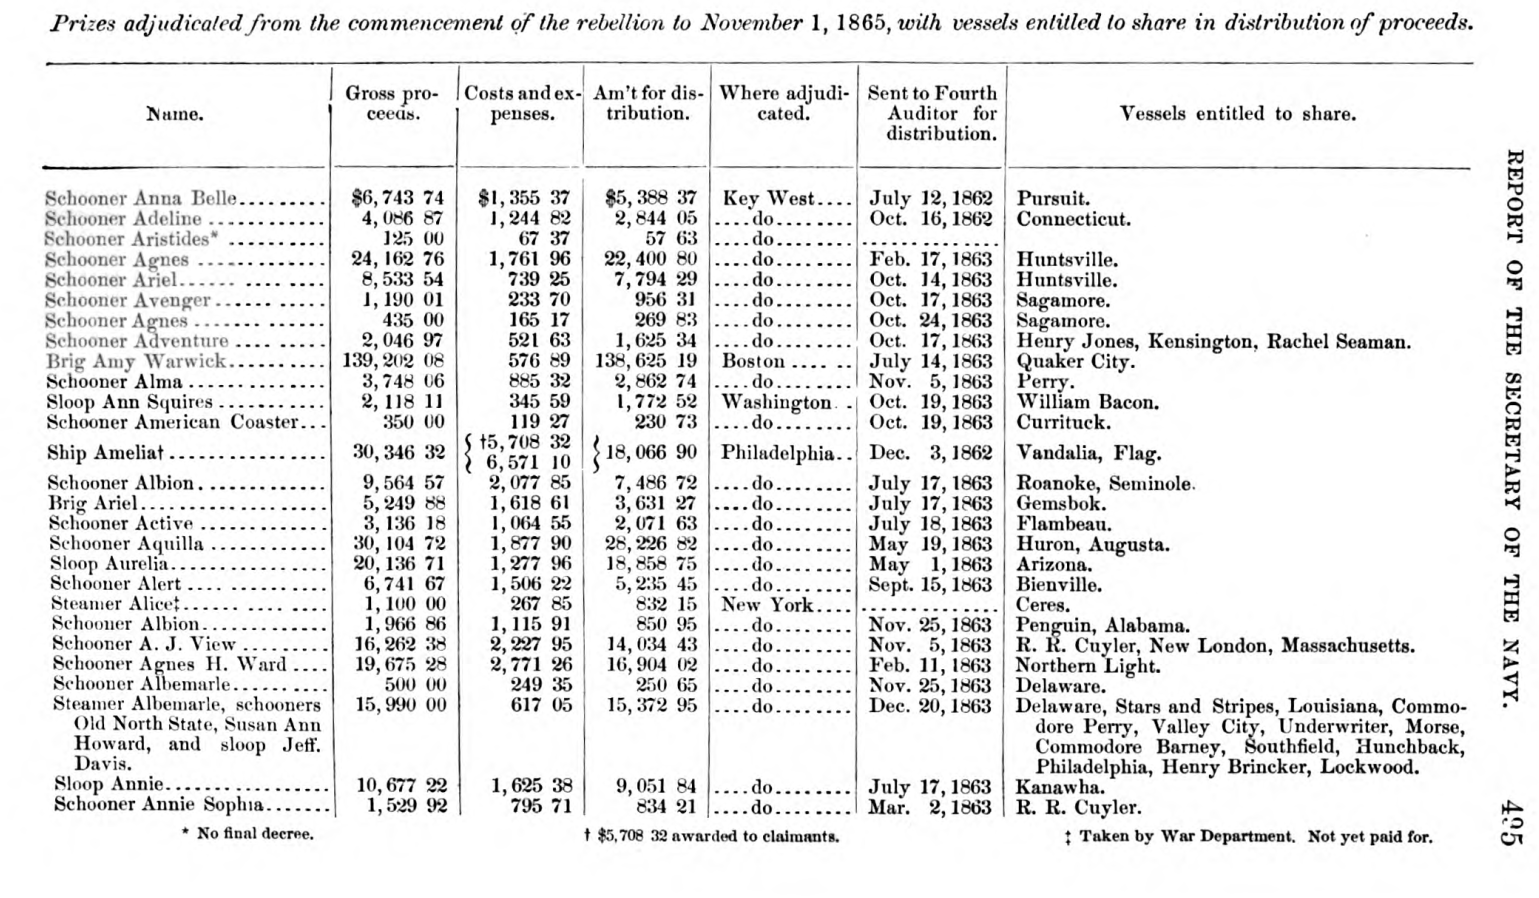 Prizes adjudicated from the commencement of the rebellion to November 1, 1865, with vessels entitled to share in distribution of proceeds.
Name. Gross pro- Costs and ex- Am't for dis- Where adjudi- Sent to Fourth Vessels entitled to share.
ceeds. penses. tribution. cated. Auditor for
distribution.
Schooner Anna Belle......... $6,743 74 $1,355 37 $5,388 37 Key West.... July 12, 1862 Pursuit.
Schooner Adeline ........... 4,086 87 1,244 82 2,844 05 ....do........ Oct. 16, 1862 Connecticut.
Schooner Aristides* .......... 125 00 67 37 57 63 ....do........ ..............
Schooner Agnes ............. 24,162 76 1,761 96 22,400 80 ....do........ Feb. 17, 1863 Huntsville.
Schooner Ariel...... .... .... 8,533 54 739 25 7,794 29 ....do........ Oct. 14, 1863 Huntsville.
Schooner Avenger........... 1,190 01 233 70 956 31 ....do........ Oct. 17, 1863 Sagamore.
Schooner Agnes ............. 435 00 165 17 269 83 ....do........ Oct. 24, 1863 Sagamore.
Schooner Adventure .... ..... 2,046 97 521 63 1,625 34 ....do........ Oct. 17, 1863 Henry Jones, Kensington, Rachel Seaman.
Brig Amy Warwick.......... 139,202 08 576 89 138,625 19 Boston .... .. July 14, 1863 Quaker City.
Schooner Alma .............. 3,748 06 885 32 2,862 74 ....do........ Nov. 5, 1863 Perry.
Sloop Ann Squires ........... 2,118 11 345 59 1,772 52 Washington. . Oct. 19, 1863 William Bacon.
Schooner American Coaster... 350 00 119 27 230 73 ....do........ Oct. 19, 1863 Currituck.
Ship Amelia† ................ 30,346 32 { †5,708 32 6,571 10 } 18,066 90 Philadelphia.. Dec. 3, 1862 Vandalia, Flag.
Schooner Albion............. 9,564 57 2,077 85 7,486 72 ....do........ July 17, 1863 Roanoke, Seminole.
Brig Ariel................... 5,249 88 1,618 61 3,631 27 ....do........ July 17, 1863 Gemsbok.
Schooner Active ............. 3,136 18 1,064 55 2,071 63 ....do........ July 18, 1863 Flambeau.
Schooner Aquilla ............ 30,104 72 1,877 90 28,226 82 ....do........ May 19, 1863 Huron, Augusta.
Sloop Aurelia................ 20,136 71 1,277 96 18,858 75 ....do........ May 1, 1863 Arizona.
Schooner Alert .............. 6,741 67 1,506 22 5,235 45 ....do........ Sept. 15, 1863 Bienville.
Steamer Alice‡...... .... .... 1,100 00 267 85 832 15 New York.... .............. Ceres.
Schooner Albion............. 1,966 86 1,115 91 850 95 ....do........ Nov. 25, 1863 Penguin, Alabama.
Schooner A. J. View ......... 16,262 38 2,227 95 14,034 43 ....do........ Nov. 5, 1863 R. R. Cuyler, New London, Massachusetts.
Schooner Agnes H. Ward .... 19,675 28 2,771 26 16,904 02 ....do........ Feb. 11, 1863 Northern Light.
Schooner Albemarle.......... 500 00 249 35 250 65 ....do........ Nov. 25, 1863 Delaware.
Steamer Albemarle, schooners 15,990 00 617 05 15,372 95 ....do........ Dec. 20, 1863 Delaware, Stars and Stripes, Louisiana, Commo-
Old North State, Susan Ann dore Perry, Valley City, Underwriter, Morse,
Howard, and sloop Jeff. Commodore Barney, Southfield, Hunchback,
Davis. Philadelphia, Henry Brincker, Lockwood.
Sloop Annie................. 10,677 22 1,625 38 9,051 84 ....do........ July 17, 1863 Kanawha.
Schooner Annie Sophia....... 1,529 92 795 71 834 21 ....do........ Mar. 2, 1863 R. R. Cuyler.
* No final decree. † $5,708 32 awarded to claimants. ‡ Taken by War Department. Not yet paid for.
REPORT OF THE SECRETARY OF THE NAVY. 495